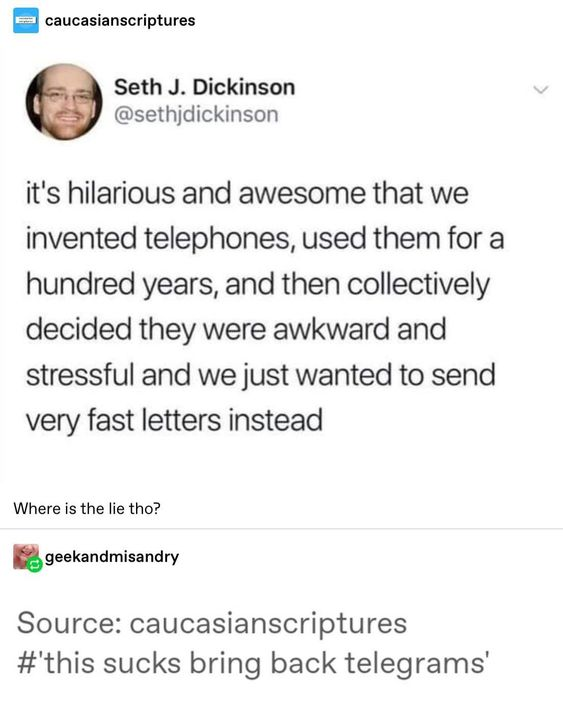 caucasianscriptures
Seth J. Dickinson
@sethjdickinson
it's hilarious and awesome that we
invented telephones, used them for a
hundred years, and then collectively
decided they were awkward and
stressful and we just wanted to send
very fast letters instead
Where is the lie tho?
geekandmisandry
Source: caucasianscriptures
#'this sucks bring back telegrams'